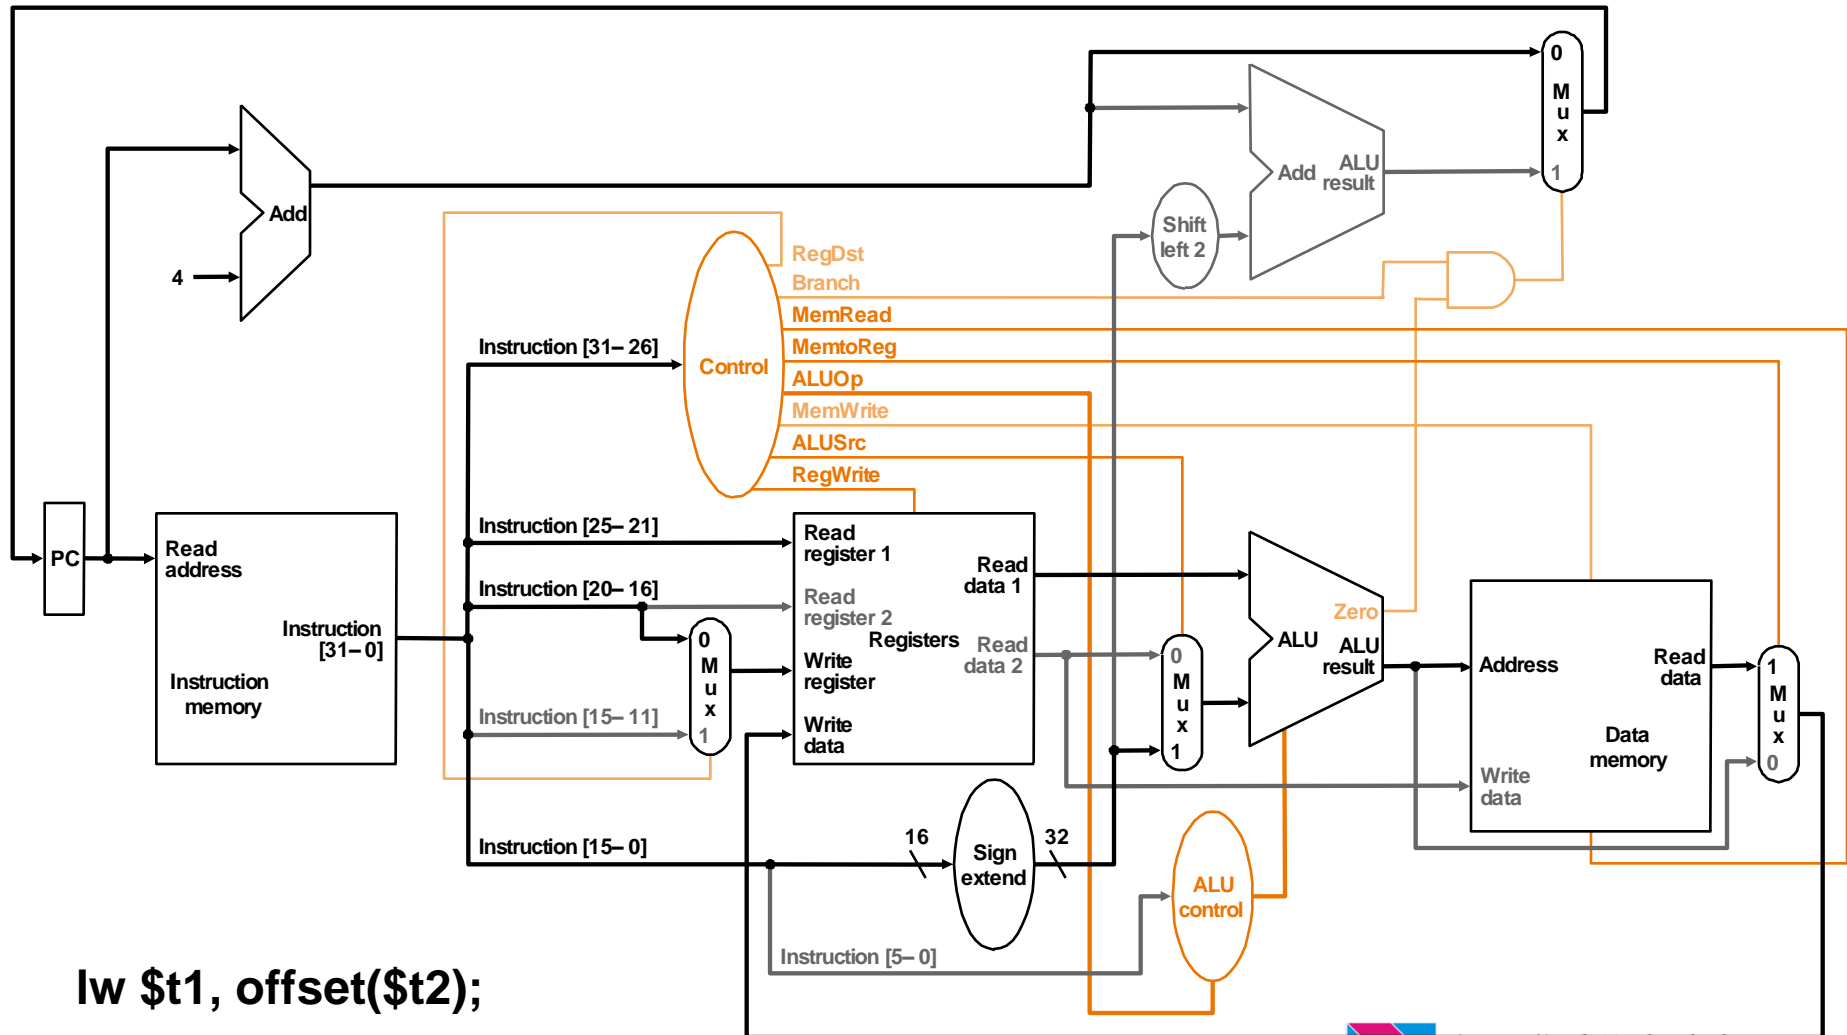 0
M
u
x
1
Add
ALU
result
Shift
left 2
Add
4
RegDst
Branch
MemRead
MemtoReg
ALUOp
MemWrite
ALUSrc
RegWrite
Control
Instruction [31– 26]
Instruction [25– 21]
Instruction [20– 16]
Instruction [15– 11]
Instruction [15– 0]
Instruction [5– 0]
PC
Read
address
Instruction
[31– 0]
Instruction
memory
0
M
u
x
1
Read
register 1
Read
register 2
Write
register
Write
data
Registers
Read
data 1
Read
data 2
0
M
u
x
1
Zero
ALU
ALU
result
Address
Read
data
Data
memory
Write
data
1
M
u
x
0
16
Sign
extend
32
ALU
control
lw $t1, offset($t2);